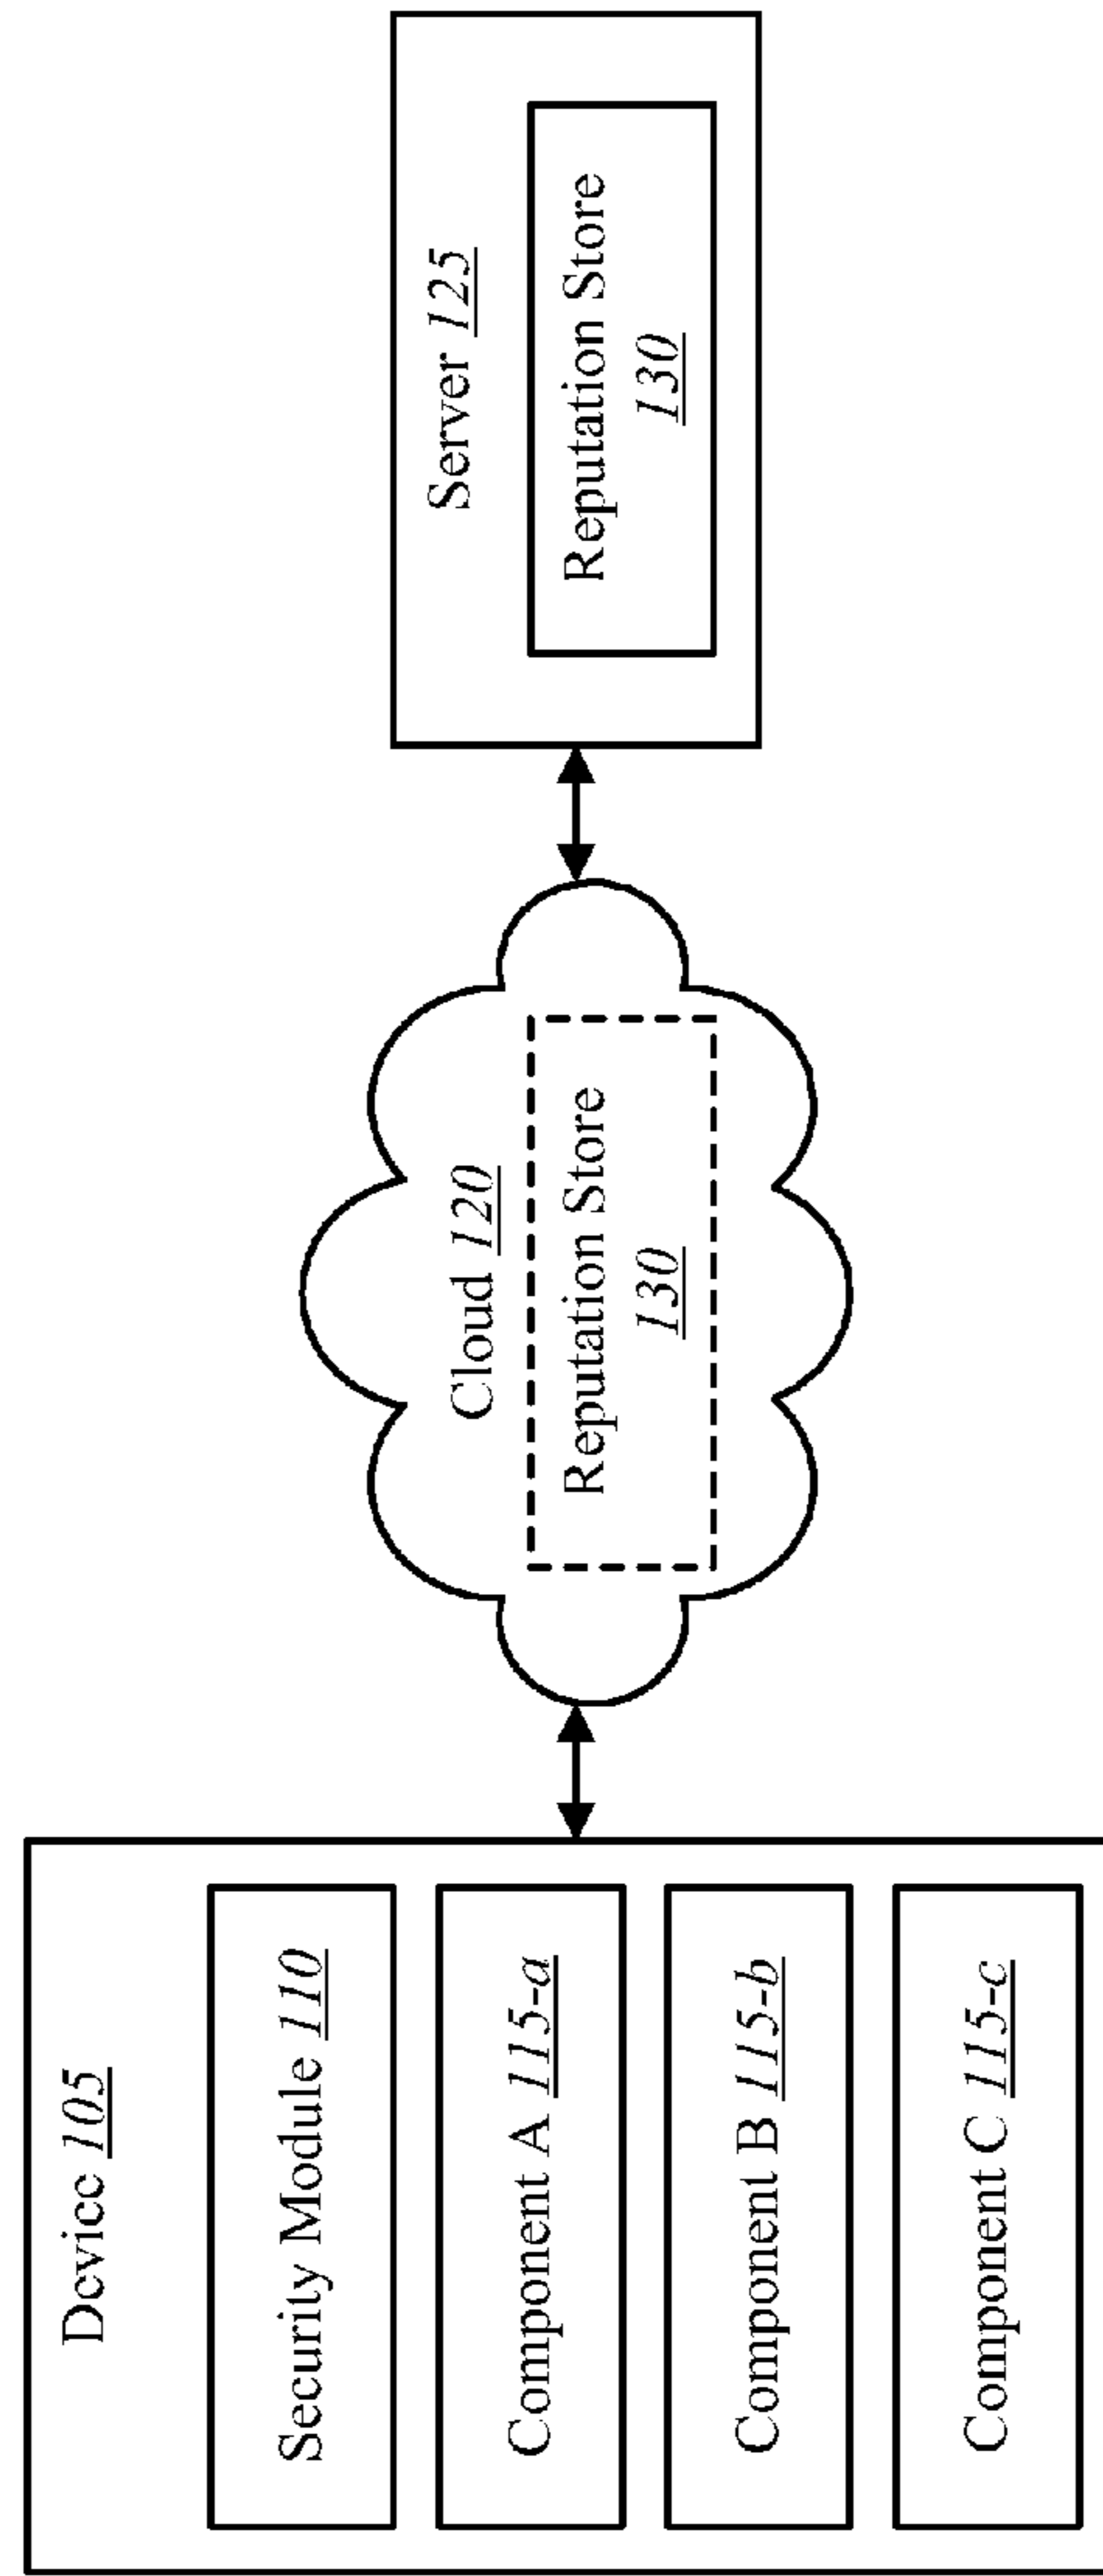 Device 105
Security Module 110
Component A 115-a
Component B 115-b
Component C 115-c
Cloud 120
Reputation Store
130
Server 125
Reputation Store
130